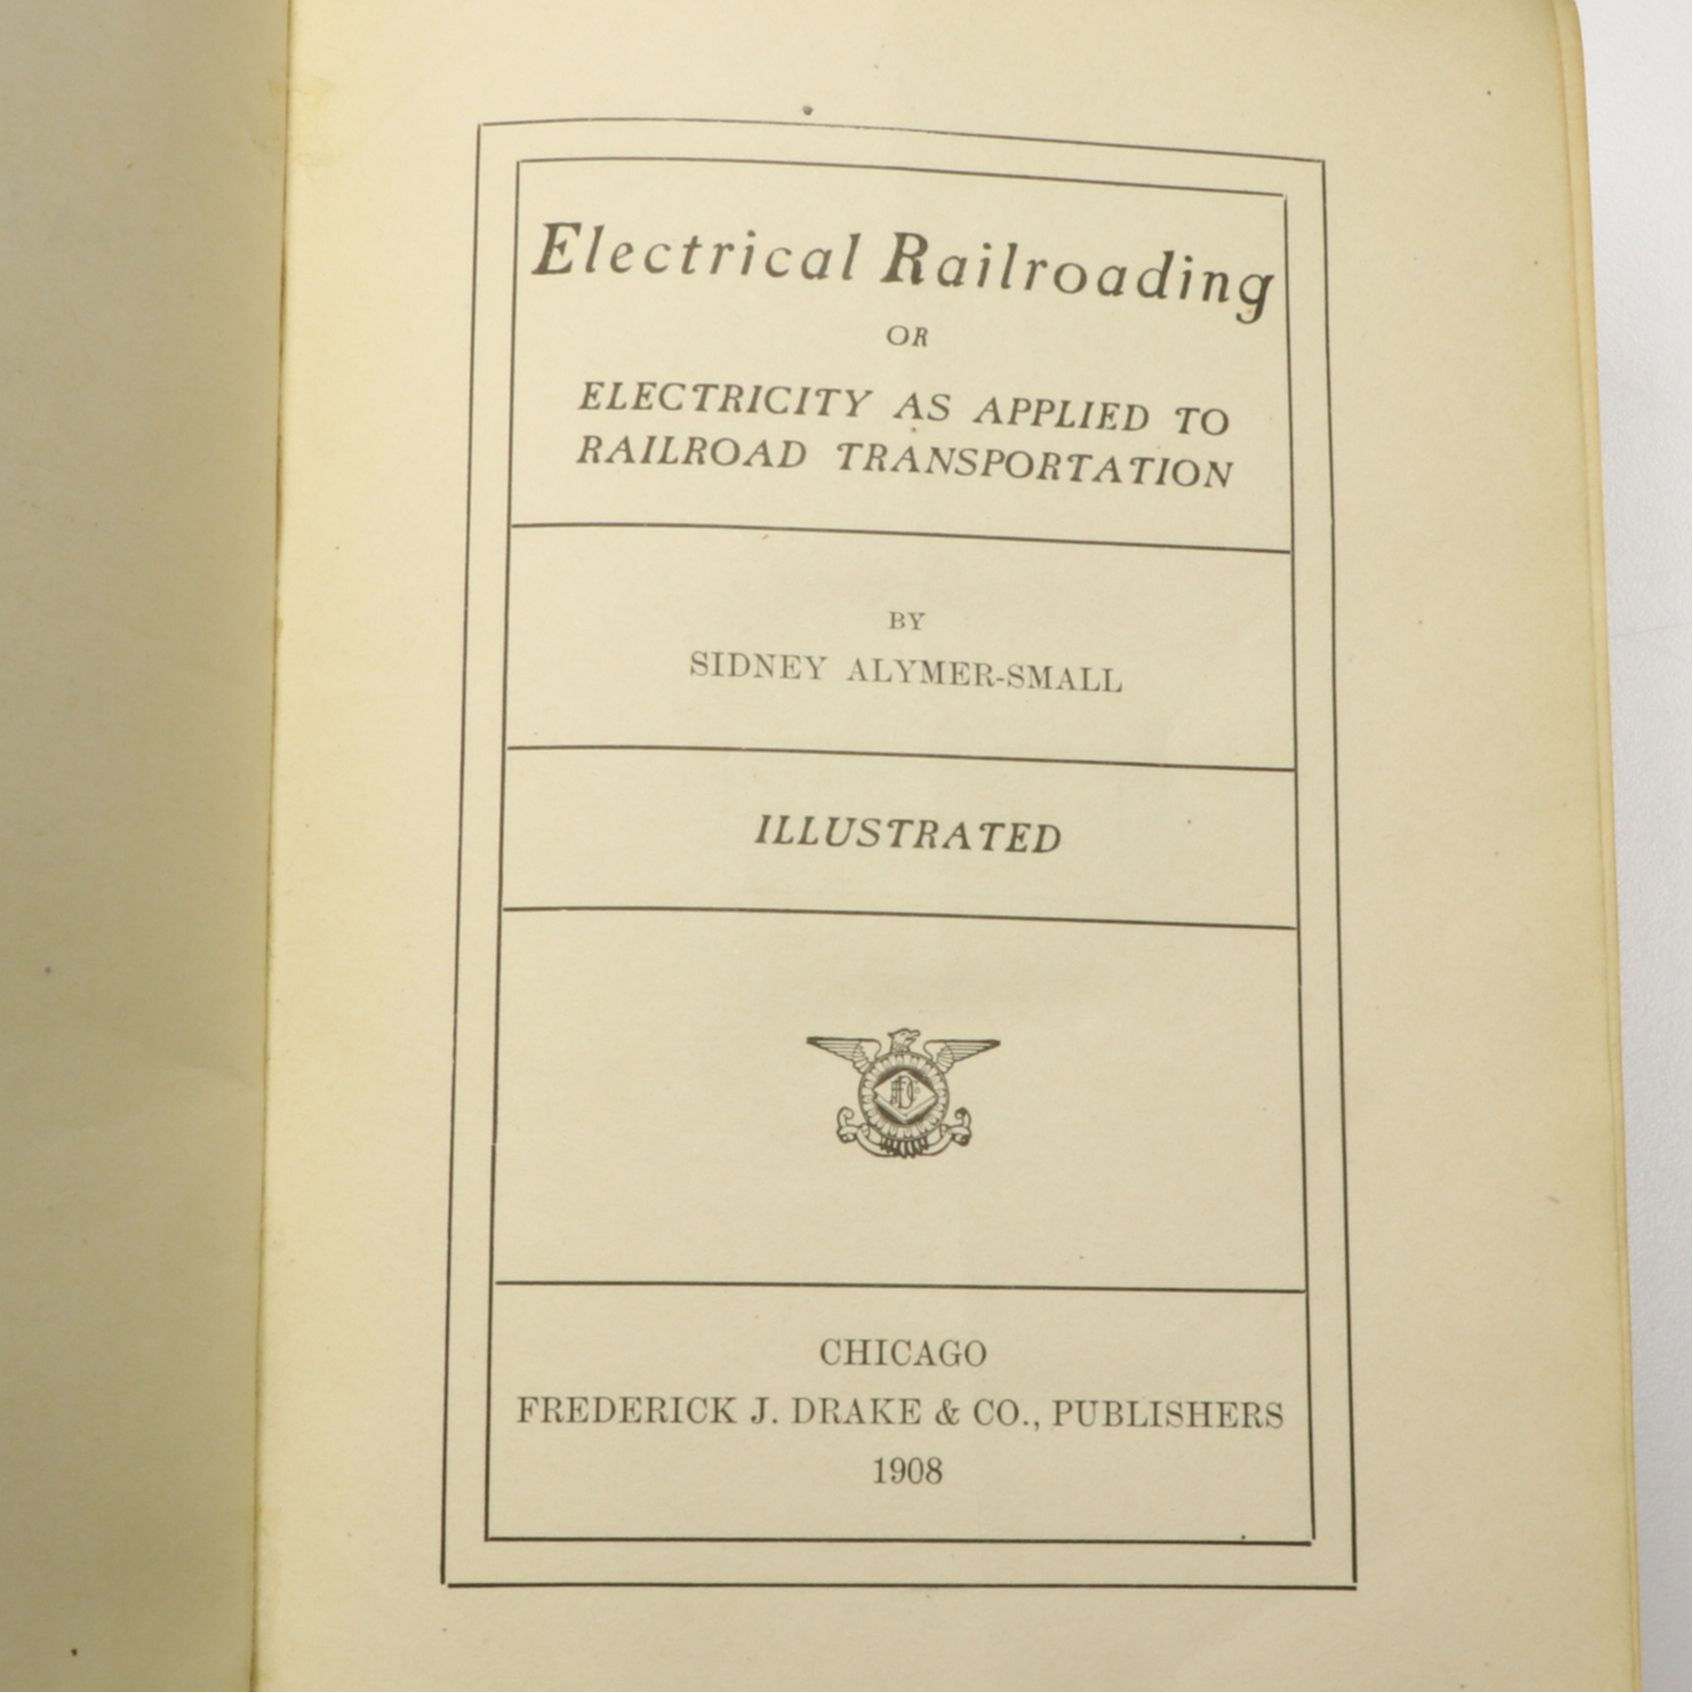 Electrical Railroading
OR
ELECTRICITY AS APPLIED TO
RAILROAD TRANSPORTATION
BY
SIDNEY ALYMER-SMALL
ILLUSTRATED
CHICAGO
FREDERICK J. DRAKE & CO., PUBLISHERS
1908